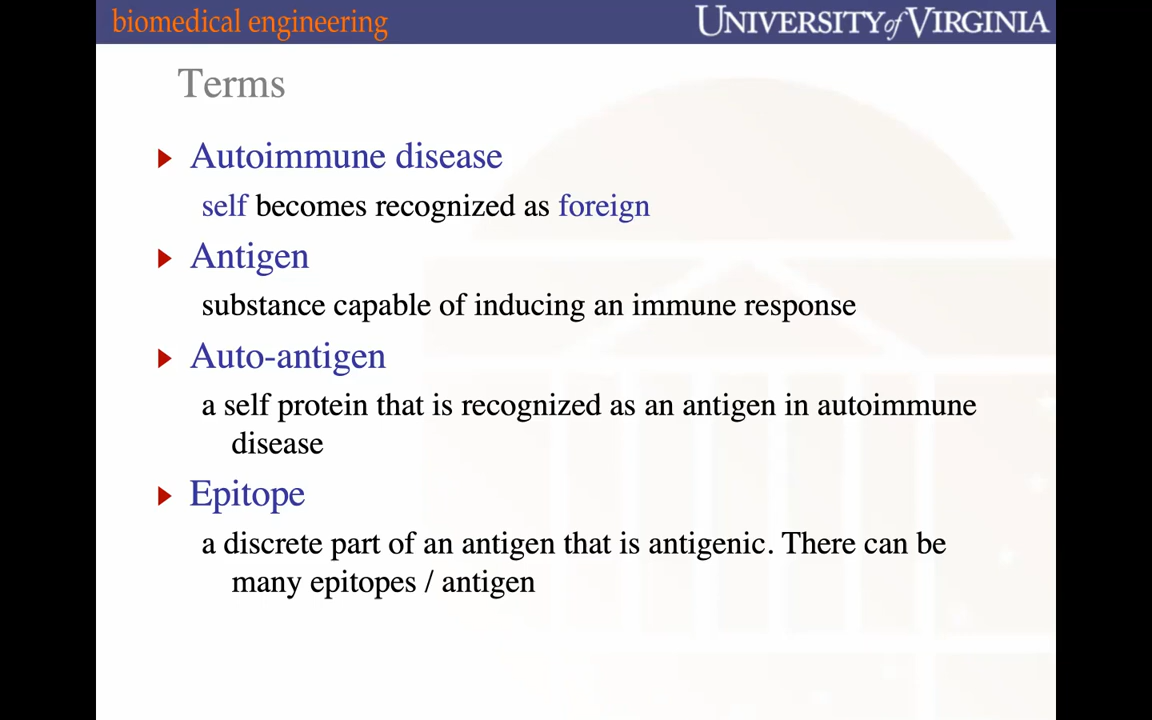 biomedical engineering
UNIVERSITY of VIRGINIA
Terms
Autoimmune disease
self becomes recognized as foreign
Antigen
substance capable of inducing an immune response
Auto-antigen
a self protein that is recognized as an antigen in autoimmune
disease
Epitope
a discrete part of an antigen that is antigenic. There can be
many epitopes / antigen